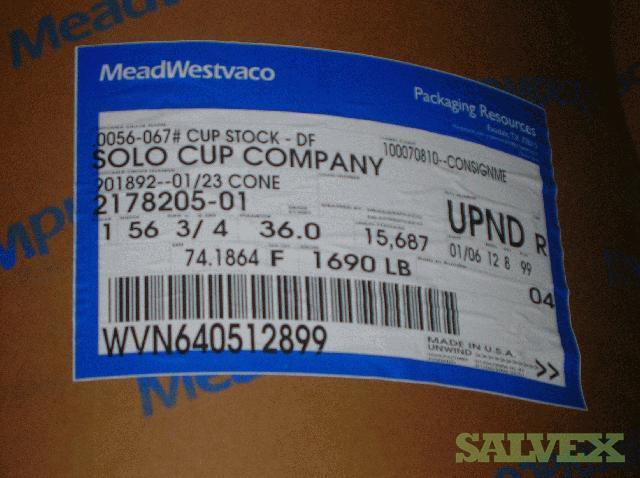 MeadWestvaco
MeadWestvaco
Packaging Resources
0056-067# CUP STOCK - DF
100070810--CONSIGNME
SOLO CUP COMPANY
901892--01/23 CONE
2178205-01
UPND R
1 56 3/4 36.0 15,687
01/06 12 8 99
74.1864 F 1690 LB
04
WVN640512899
MADE IN U.S.A.
UNWIND >>>>>>>>>>
>>
SALVEX